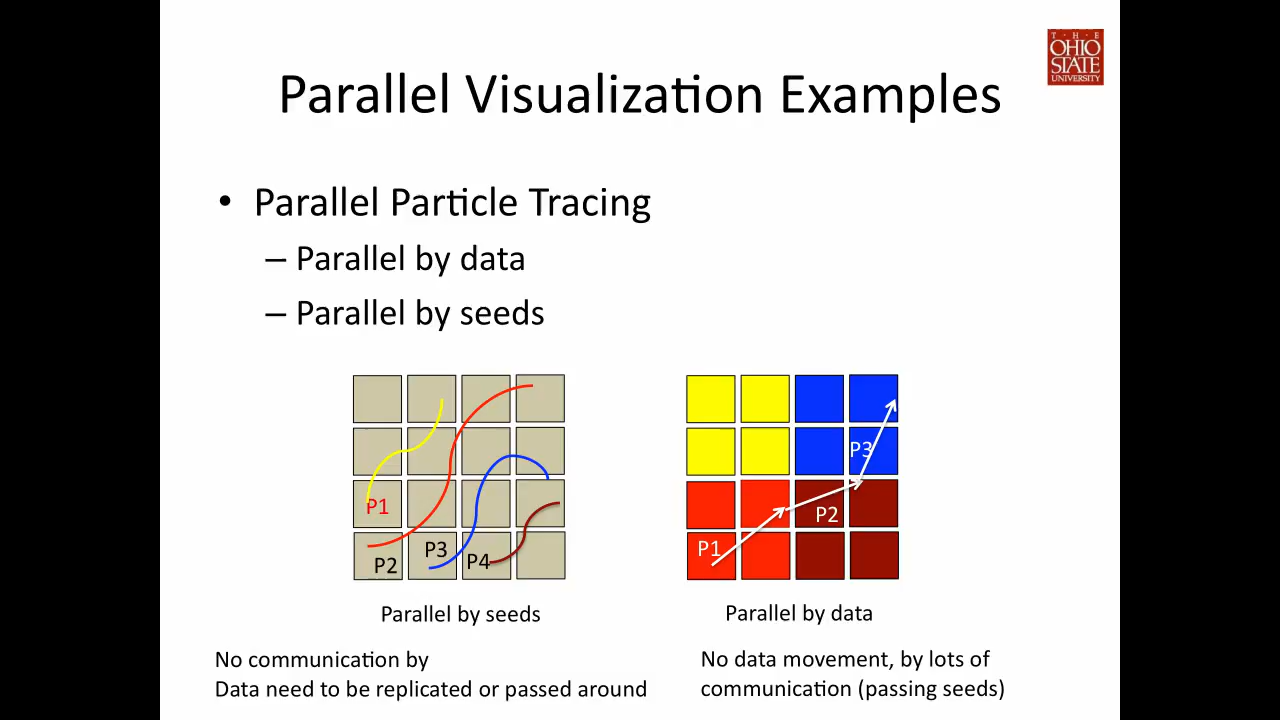 T · H · E
OHIO
STATE
UNIVERSITY
Parallel Visualization Examples
• Parallel Particle Tracing
– Parallel by data
– Parallel by seeds
P1
P2
P3
P4
P1
P2
P3
Parallel by seeds
Parallel by data
No communication by
Data need to be replicated or passed around
No data movement, by lots of
communication (passing seeds)